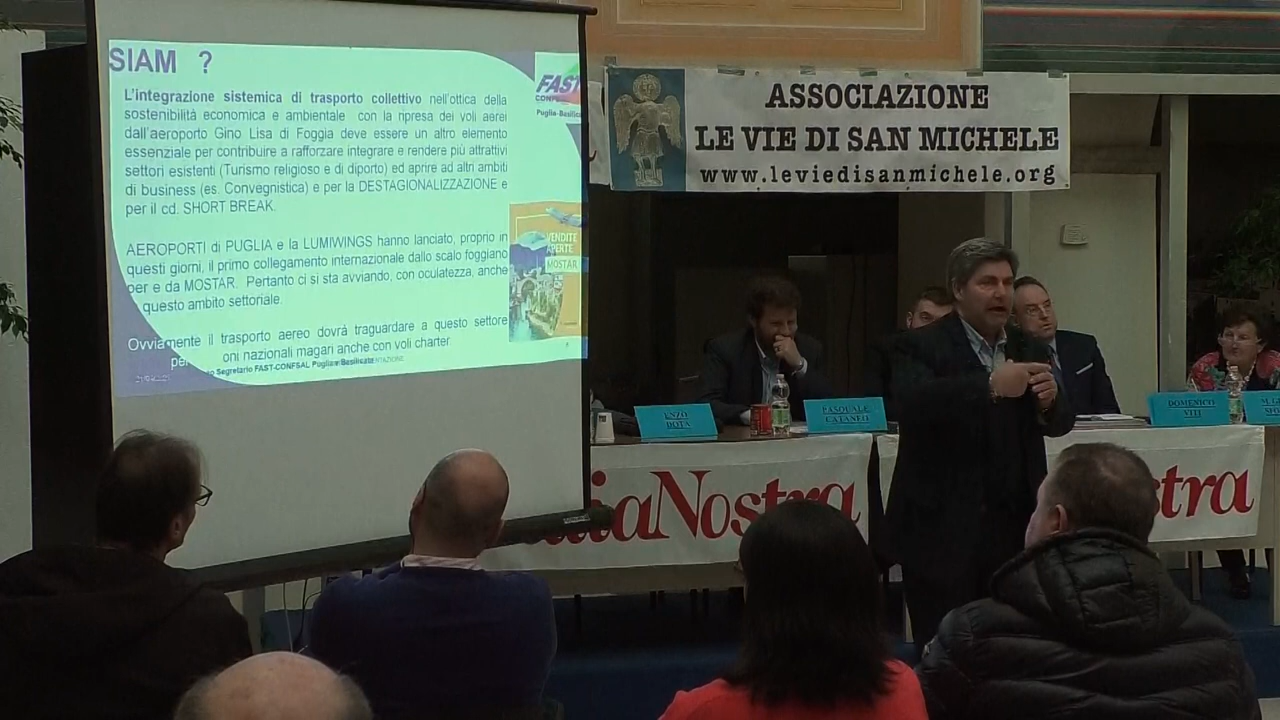 SIAM ?
FAST
CONF
Puglia-Basilica
L'integrazione sistemica di trasporto collettivo nell'ottica della
sostenibilità economica e ambientale con la ripresa dei voli aerei
dall'aeroporto Gino Lisa di Foggia deve essere un altro elemento
essenziale per contribuire a rafforzare integrare e rendere più attrattivi
settori esistenti (Turismo religioso e di diporto) ed aprire ad altri ambiti
di business (es. Convegnistica) e per la DESTAGIONALIZZAZIONE e
per il cd. SHORT BREAK.
AEROPORTI di PUGLIA e la LUMIWINGS hanno lanciato, proprio in
questi giorni, il primo collegamento internazionale dallo scalo foggiano
per e da MOSTAR. Pertanto ci si sta avviando, con oculatezza, anche
questo ambito settoriale.
Ovviamente il trasporto aereo dovrà traguardare a questo settore
per oni nazionali magari anche con voli charter
o Segretario FAST-CONFSAL Puglia e Basilicata
VENDITE
APERTE
MOSTAR
ASSOCIAZIONE
LE VIE DI SAN MICHELE
www.leviedisanmichele.org
ENZO
DOTA
PASQUALE
CATANEO
DOMENICO
VITI
liaNostra
stra